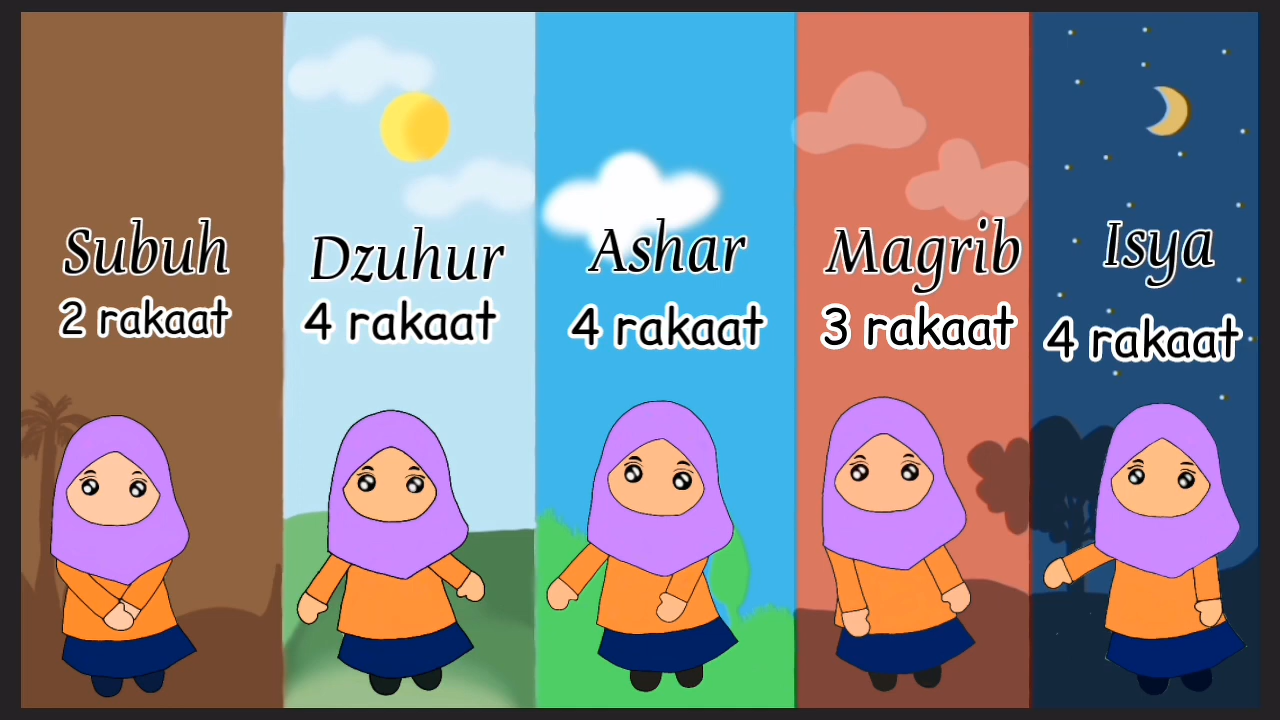 Subuh
2 rakaat
Dzuhur
4 rakaat
Ashar
4 rakaat
Magrib
3 rakaat
Isya
4 rakaat